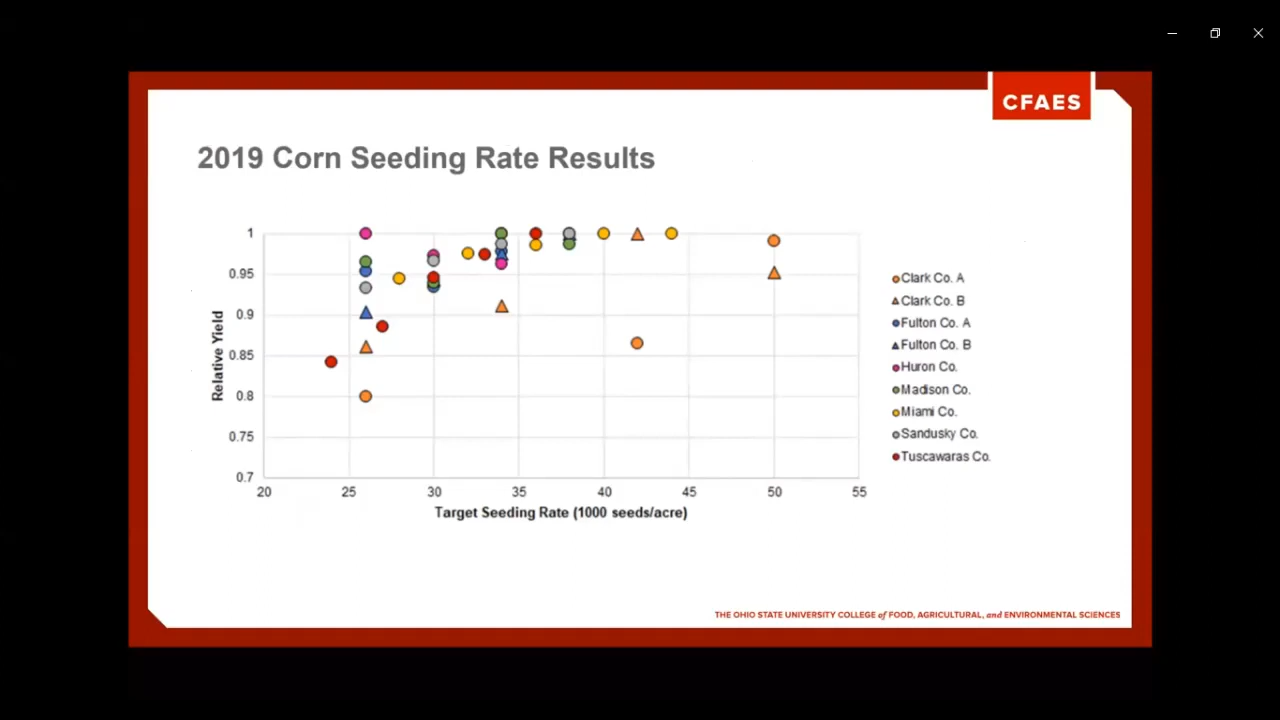 CFAES
2019 Corn Seeding Rate Results
1
0.95
0.9
0.85
0.8
0.75
0.7
Relative Yield
20 25 30 35 40 45 50 55
Target Seeding Rate (1000 seeds/acre)
Clark Co. A
Clark Co. B
Fulton Co. A
Fulton Co. B
Huron Co.
Madison Co.
Miami Co.
Sandusky Co.
Tuscawaras Co.
THE OHIO STATE UNIVERSITY COLLEGE of FOOD, AGRICULTURAL, and ENVIRONMENTAL SCIENCES